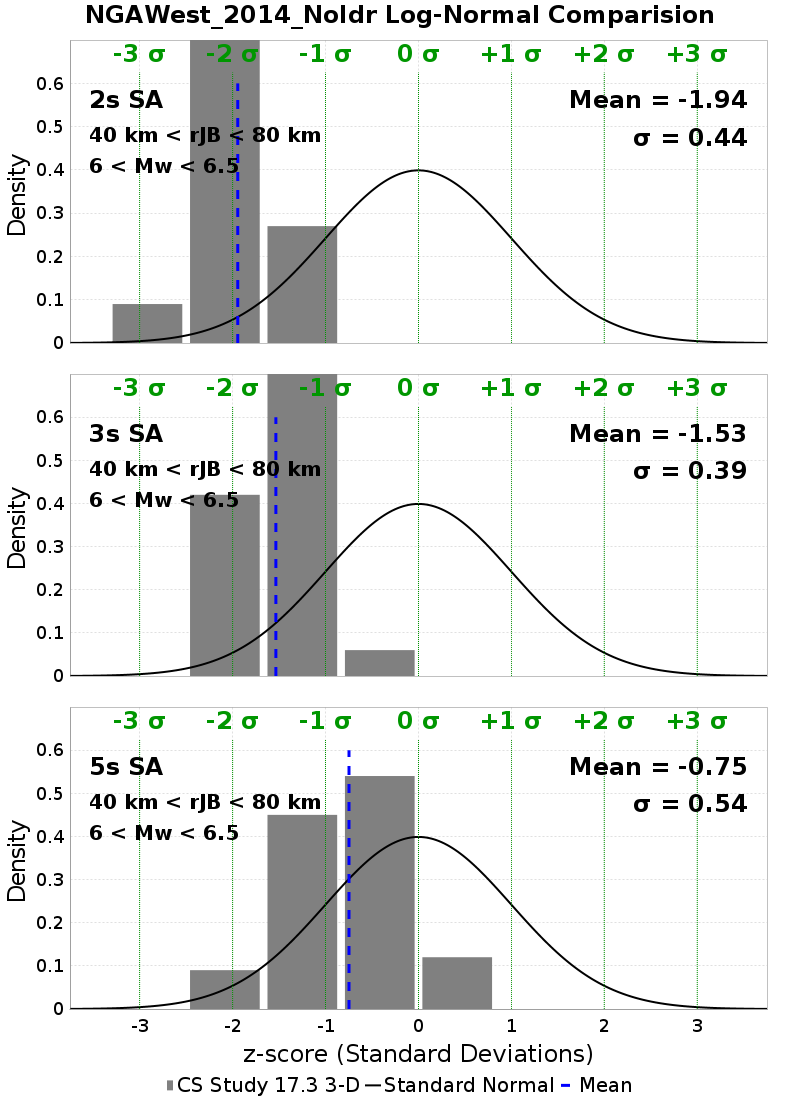 NGAWest_2014_NoIdr Log-Normal Comparision
-3 σ -2 σ -1 σ 0 σ +1 σ +2 σ +3 σ
0.6
2s SA Mean = -1.94
0.5
40 km < rJB < 80 km σ = 0.44
6 < Mw < 6.5
0.4
0.3
0.2
0.1
0
Density
-3 σ -2 σ -1 σ 0 σ +1 σ +2 σ +3 σ
0.6
3s SA Mean = -1.53
0.5
40 km < rJB < 80 km σ = 0.39
6 < Mw < 6.5
0.4
0.3
0.2
0.1
0
Density
-3 σ -2 σ -1 σ 0 σ +1 σ +2 σ +3 σ
0.6
5s SA Mean = -0.75
0.5
40 km < rJB < 80 km σ = 0.54
6 < Mw < 6.5
0.4
0.3
0.2
0.1
0
Density
-3 -2 -1 0 1 2 3
z-score (Standard Deviations)
CS Study 17.3 3-D Standard Normal Mean